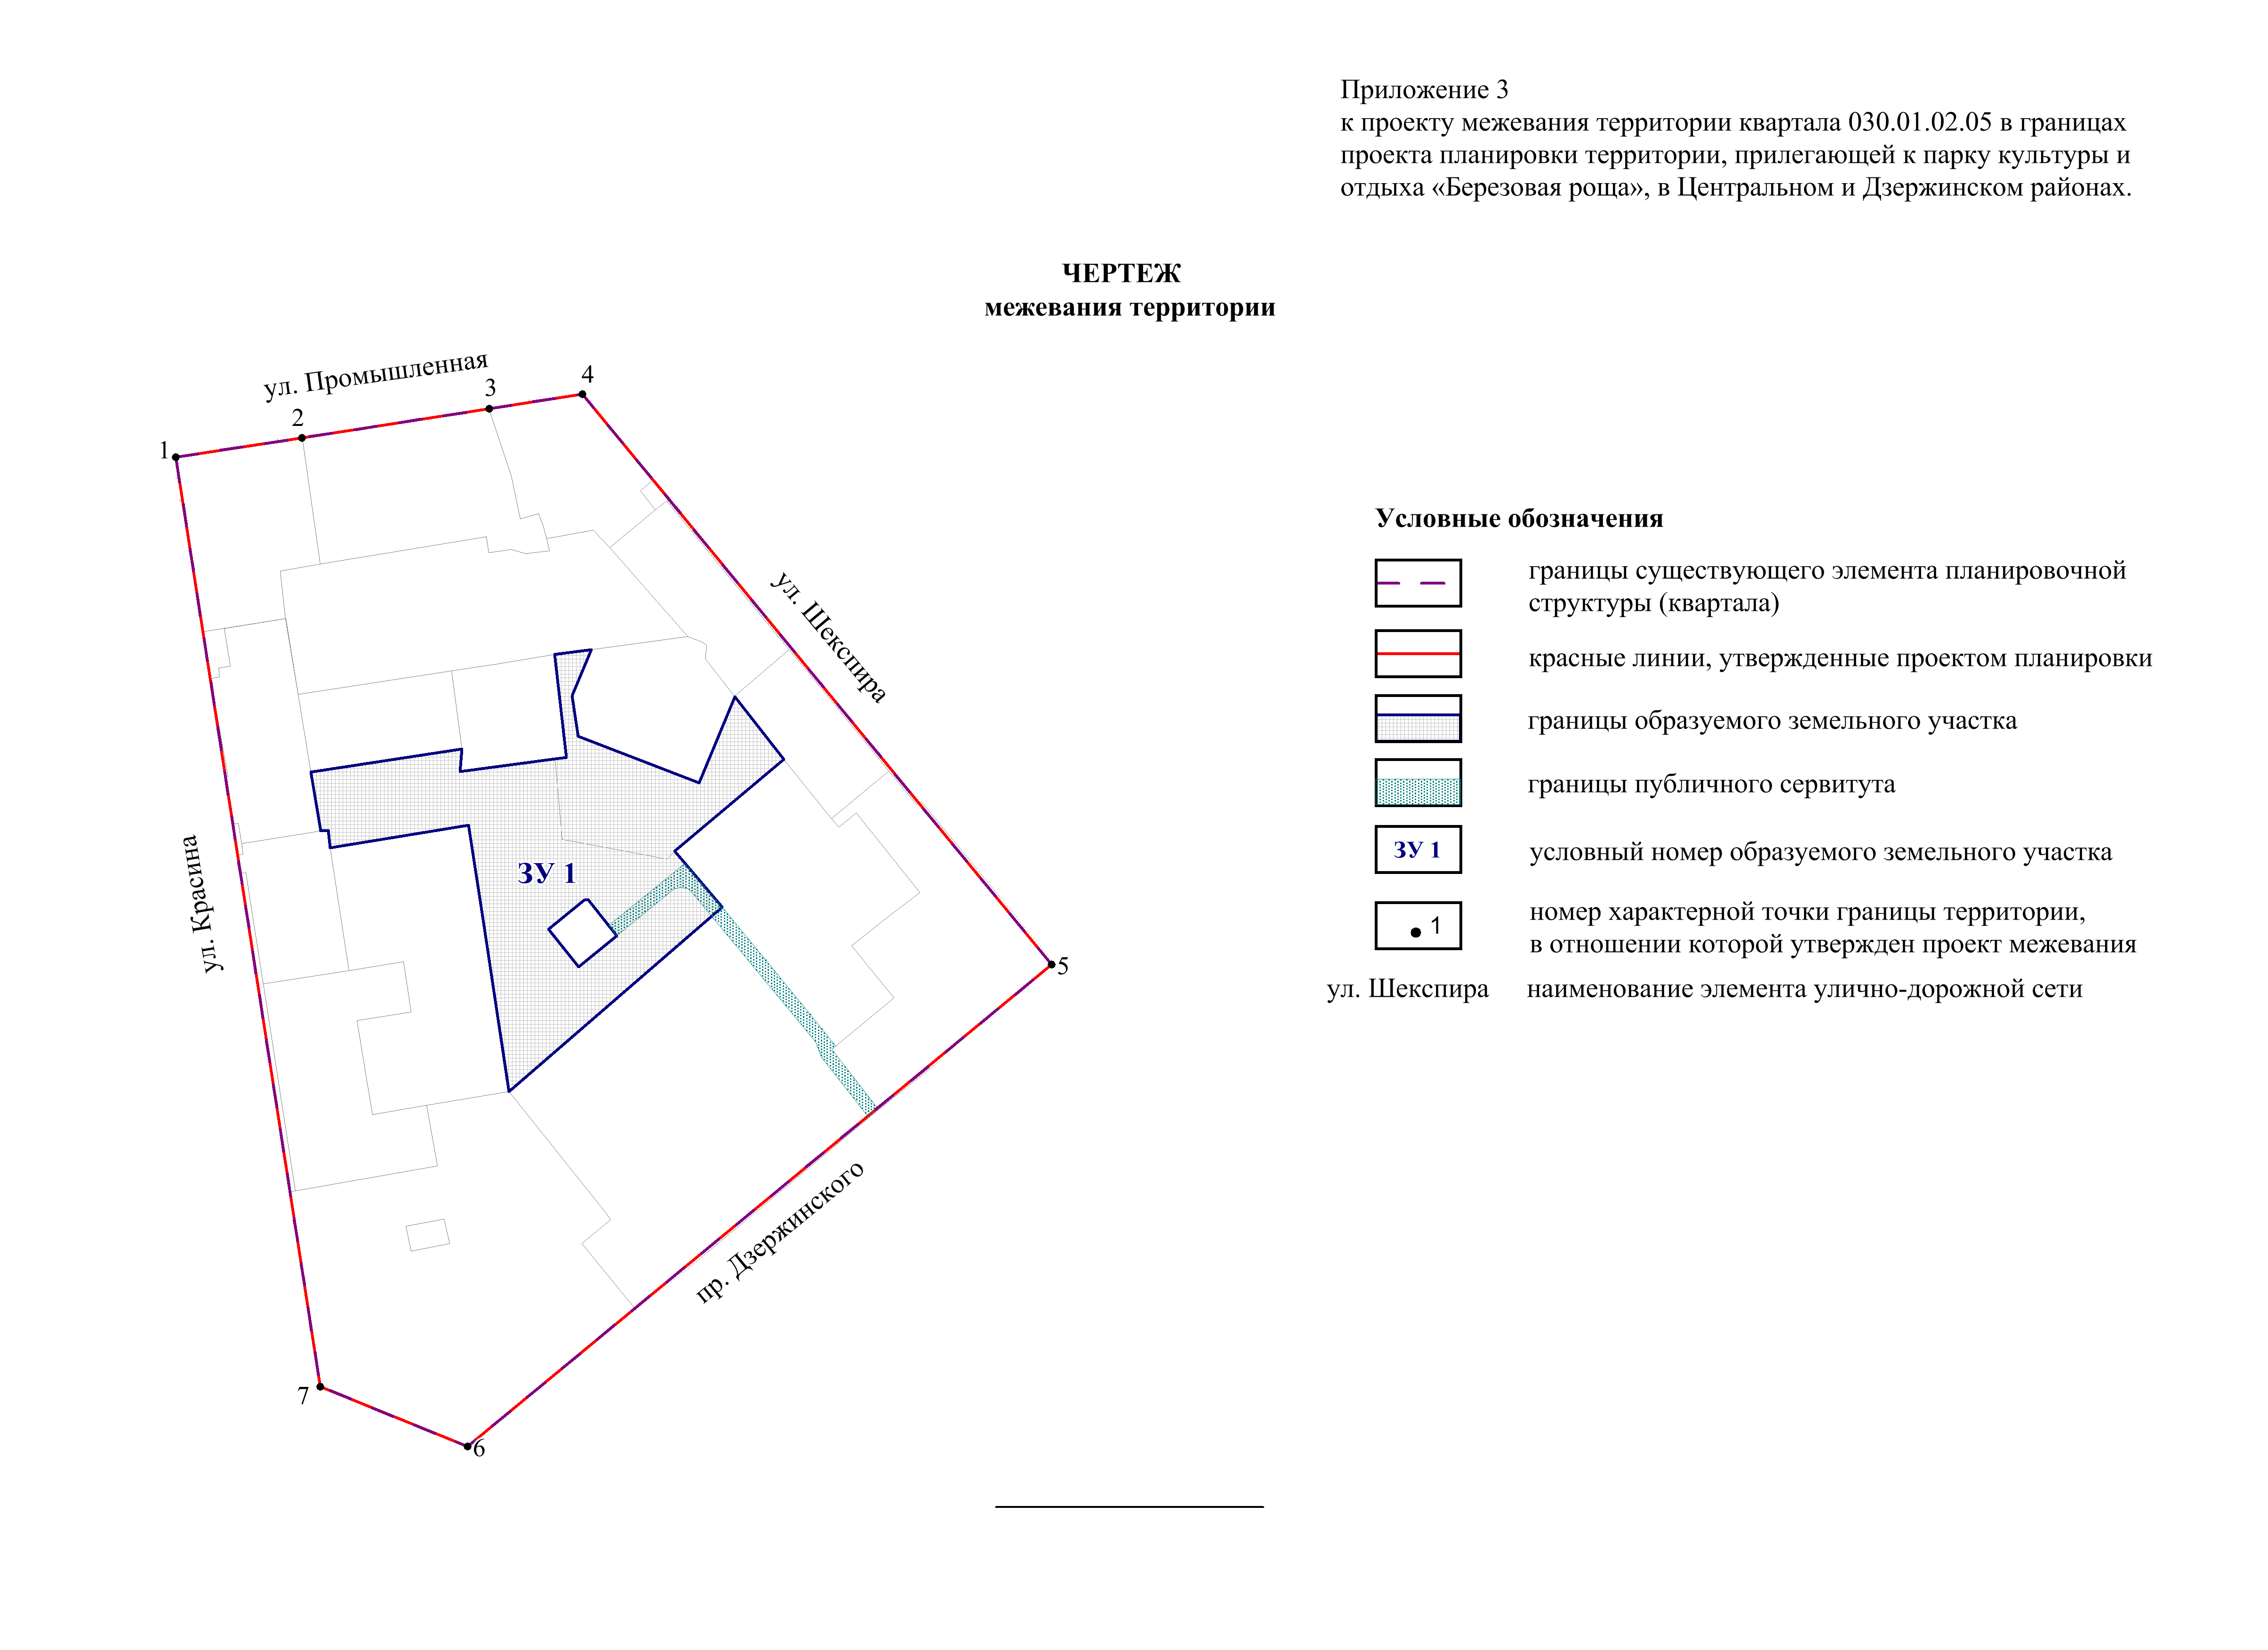 Приложение 3
к проекту межевания территории квартала 030.01.02.05 в границах
проекта планировки территории, прилегающей к парку культуры и
отдыха «Березовая роща», в Центральном и Дзержинском районах.
ЧЕРТЕЖ
межевания территории
ул. Промышленная
1
2
3
4
ул. Шекспира
ул. Красина
ЗУ 1
5
пр. Дзержинского
7
6
Условные обозначения
границы существующего элемента планировочной
структуры (квартала)
красные линии, утвержденные проектом планировки
границы образуемого земельного участка
границы публичного сервитута
ЗУ 1 условный номер образуемого земельного участка
1 номер характерной точки границы территории,
в отношении которой утвержден проект межевания
ул. Шекспира наименование элемента улично-дорожной сети